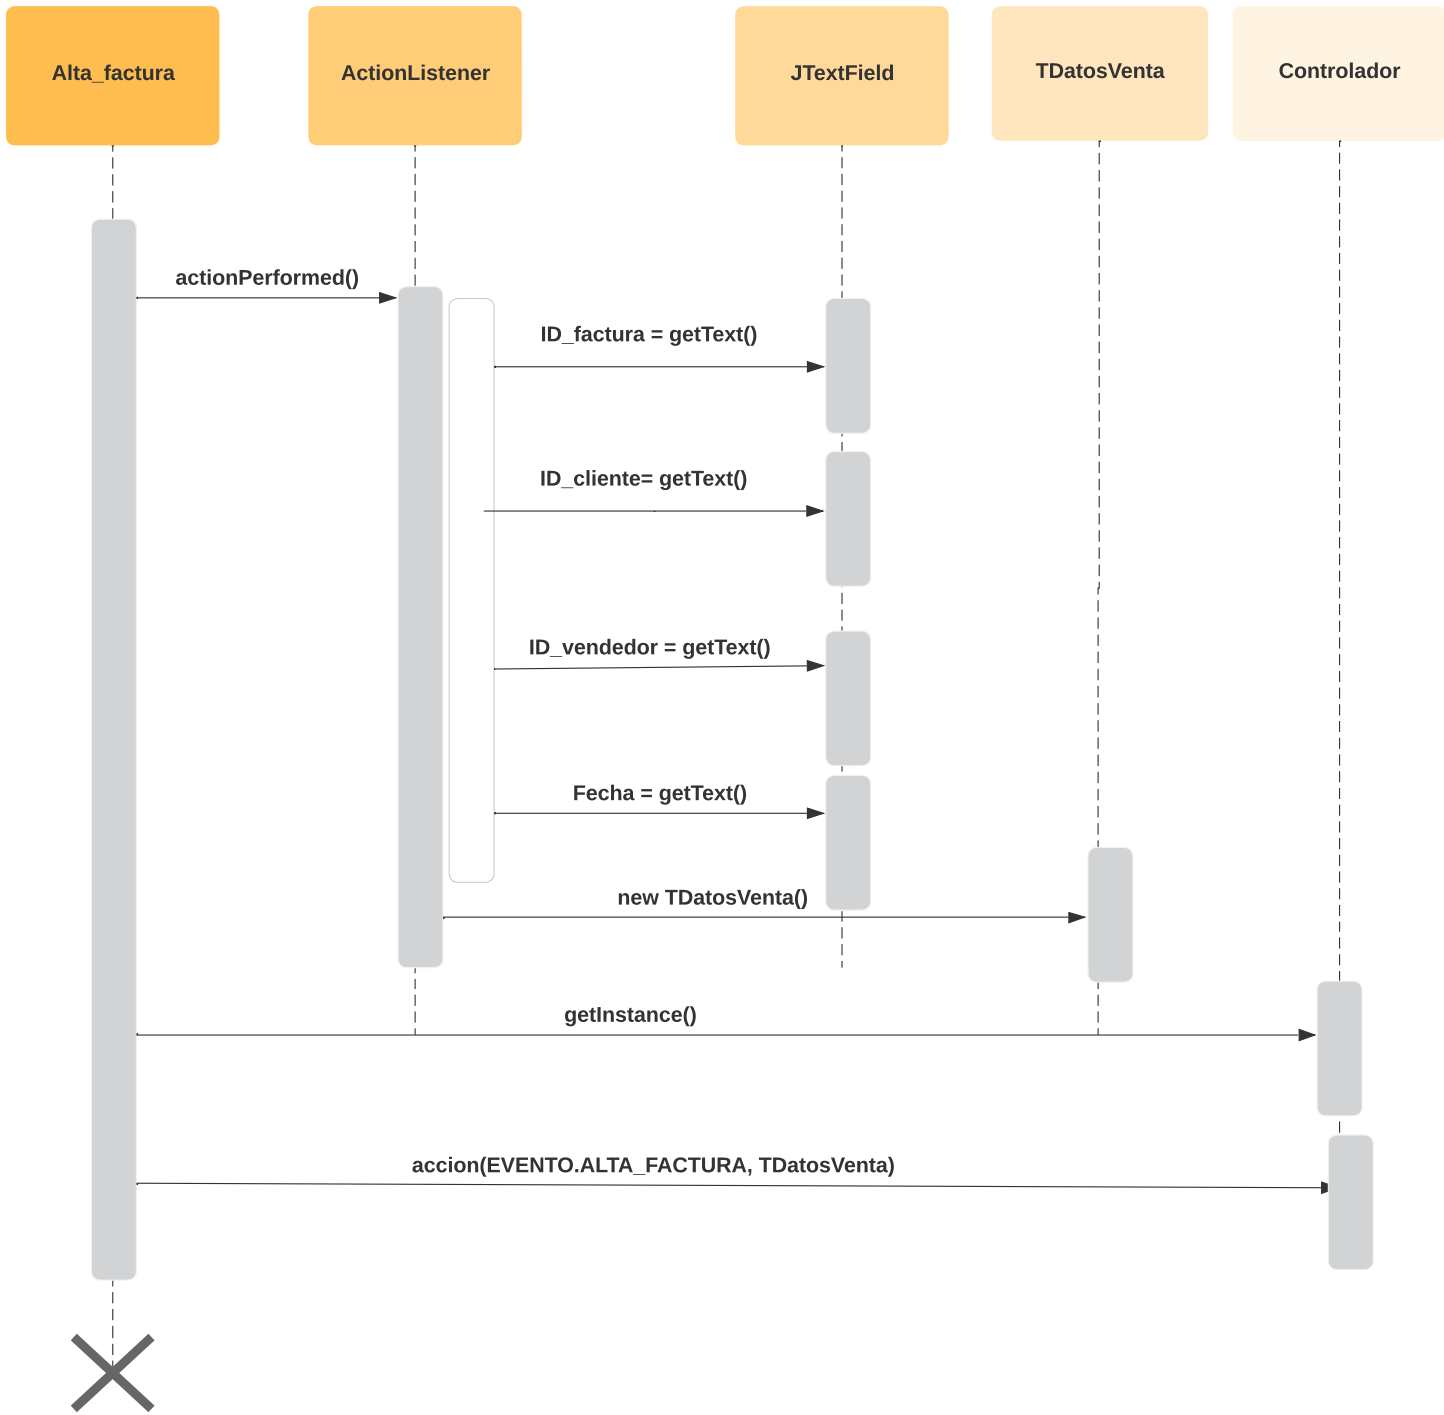 Alta_factura
ActionListener
JTextField
TDatosVenta
Controlador
actionPerformed()
ID_factura = getText()
ID_cliente= getText()
ID_vendedor = getText()
Fecha = getText()
new TDatosVenta()
getInstance()
accion(EVENTO.ALTA_FACTURA, TDatosVenta)